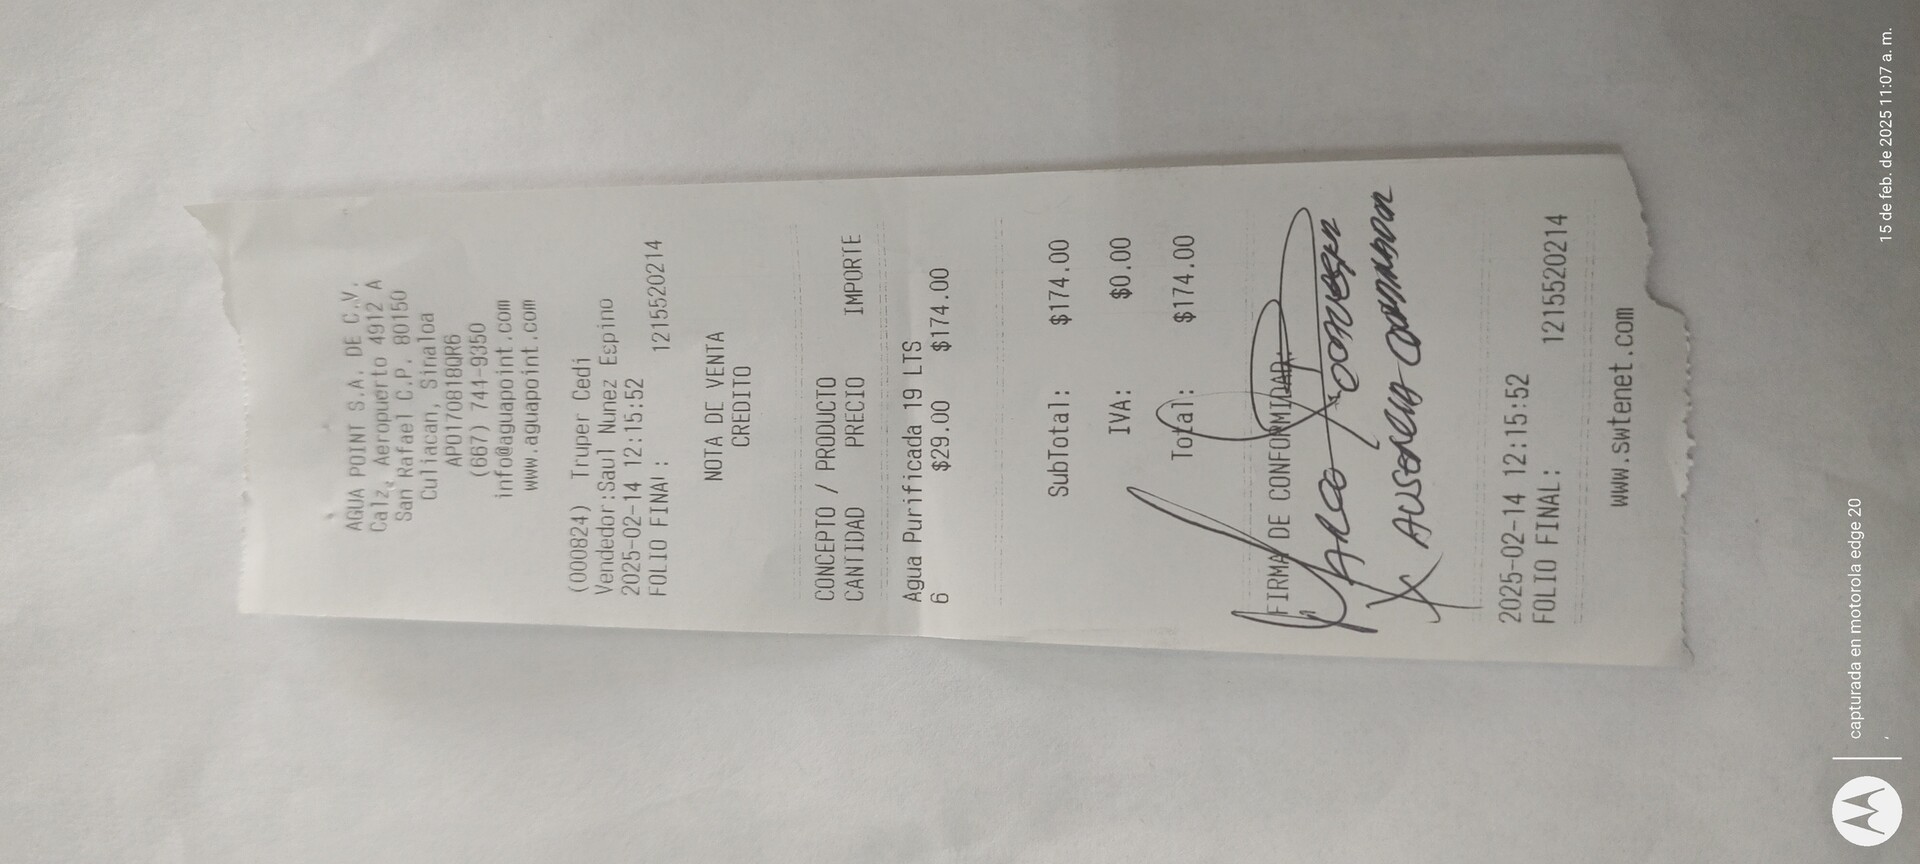 AGUA POINT S.A. DE C.V.
Calz. Aeropuerto 4912 A
San Rafael C.P. 80150
Culiacan, Sinaloa
APO170818QR6
(667) 744-9350
info@aguapoint.com
www.aguapoint.com
(000824) Truper Cedi
Vendedor:Saul Nunez Espino
2025-02-14 12:15:52
FOLIO FINAL: 1215520214
NOTA DE VENTA
CREDITO
CONCEPTO / PRODUCTO
CANTIDAD PRECIO IMPORTE
Agua Purificada 19 LTS
6 $29.00 $174.00
SubTotal: $174.00
IVA: $0.00
Total: $174.00
FIRMA DE CONFORMIDAD:
2025-02-14 12:15:52
FOLIO FINAL: 1215520214
www.swtenet.com
capturada en motorola edge 20
15 de feb. de 2025 11:07 a. m.